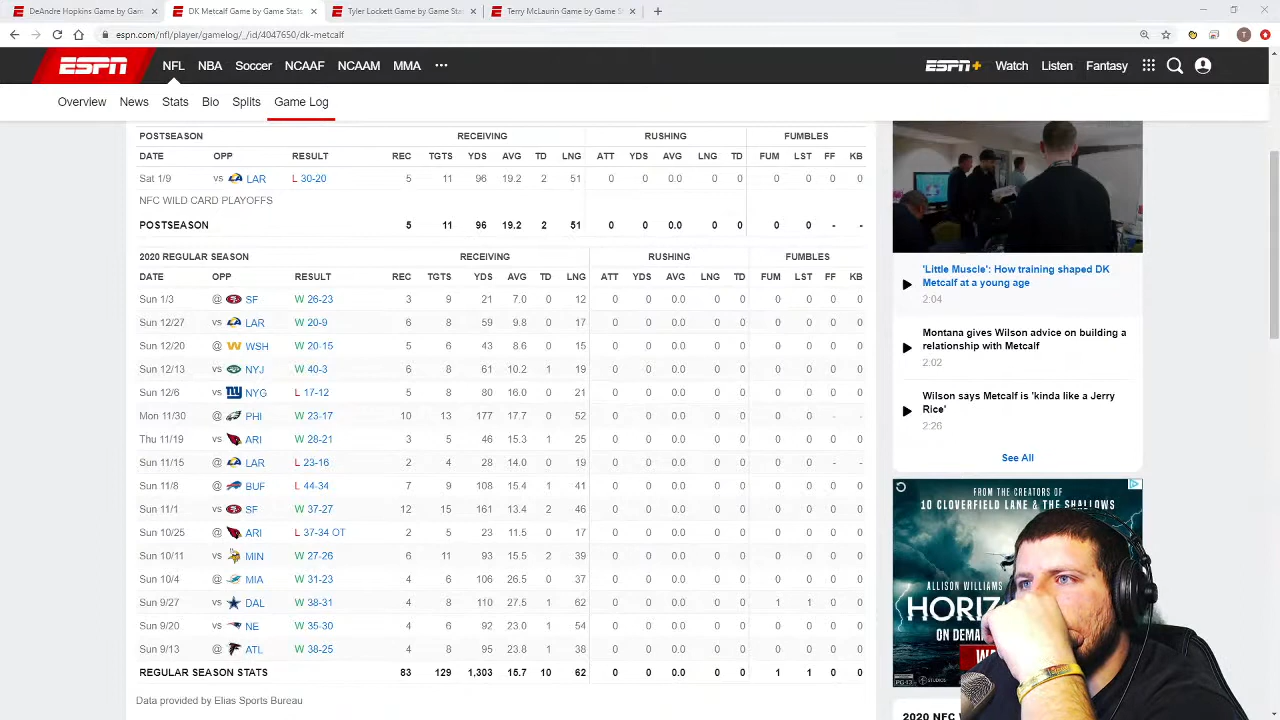 DeAndre Hopkins Game by Gam
DK Metcalf Game by Game Stats
Tyler Lockett Game by Game Stat
Terry McLaurin Game by Game S
espn.com/nfl/player/gamelog/_/id/4047650/dk-metcalf
T
ESPN NFL NBA Soccer NCAAF NCAAM MMA ESPN+ Watch Listen Fantasy
Overview News Stats Bio Splits Game Log
POSTSEASON RECEIVING RUSHING FUMBLES
DATE OPP RESULT REC TGTS YDS AVG TD LNG ATT YDS AVG LNG TD FUM LST FF KB
Sat 1/9 vs LAR L 30-20 5 11 96 19.2 2 51 0 0 0.0 0 0 0 0 0 0
NFC WILD CARD PLAYOFFS
POSTSEASON 5 11 96 19.2 2 51 0 0 0.0 0 0 0 0 - -
2020 REGULAR SEASON RECEIVING RUSHING FUMBLES
DATE OPP RESULT REC TGTS YDS AVG TD LNG ATT YDS AVG LNG TD FUM LST FF KB
Sun 1/3 @ SF W 26-23 3 9 21 7.0 0 12 0 0 0.0 0 0 0 0 0 0
Sun 12/27 vs LAR W 20-9 6 8 59 9.8 0 17 0 0 0.0 0 0 0 0 0 0
Sun 12/20 @ WSH W 20-15 5 6 43 8.6 0 15 0 0 0.0 0 0 0 0 0 0
Sun 12/13 vs NYJ W 40-3 6 8 61 10.2 1 19 0 0 0.0 0 0 0 0 0 0
Sun 12/6 vs NYG L 17-12 5 8 80 16.0 0 21 0 0 0.0 0 0 0 0 0 0
Mon 11/30 @ PHI W 23-17 10 13 177 17.7 0 52 0 0 0.0 0 0 0 0 - -
Thu 11/19 vs ARI W 28-21 3 5 46 15.3 1 25 0 0 0.0 0 0 0 0 0 0
Sun 11/15 @ LAR L 23-16 2 4 28 14.0 0 19 0 0 0.0 0 0 0 0 - -
Sun 11/8 @ BUF L 44-34 7 9 108 15.4 1 41 0 0 0.0 0 0 0 0 0 0
Sun 11/1 vs SF W 37-27 12 15 161 13.4 2 46 0 0 0.0 0 0 0 0 0 0
Sun 10/25 @ ARI L 37-34 OT 2 5 23 11.5 0 17 0 0 0.0 0 0 0 0 0 0
Sun 10/11 vs MIN W 27-26 6 11 93 15.5 2 39 0 0 0.0 0 0 0 0 0 0
Sun 10/4 @ MIA W 31-23 4 6 106 26.5 0 37 0 0 0.0 0 0 0 0 0 0
Sun 9/27 vs DAL W 38-31 4 8 110 27.5 1 62 0 0 0.0 0 0 1 1 0 0
Sun 9/20 vs NE W 35-30 4 6 92 23.0 1 54 0 0 0.0 0 0 0 0 0 0
Sun 9/13 @ ATL W 38-25 4 8 95 23.8 1 38 0 0 0.0 0 0 0 0 0 0
REGULAR SEASON STATS 83 129 1,303 15.7 10 62 0 0 0.0 0 0 1 1 0 0
Data provided by Elias Sports Bureau
'Little Muscle': How training shaped DK
Metcalf at a young age
2:04
Montana gives Wilson advice on building a
relationship with Metcalf
2:02
Wilson says Metcalf is 'kinda like a Jerry
Rice'
2:26
See All
FROM THE CREATORS OF
10 CLOVERFIELD LANE & THE SHALLOWS
ALLISON WILLIAMS
HORIZ
ON DEMA
PG-13 STUDIOS
2020 NFC W